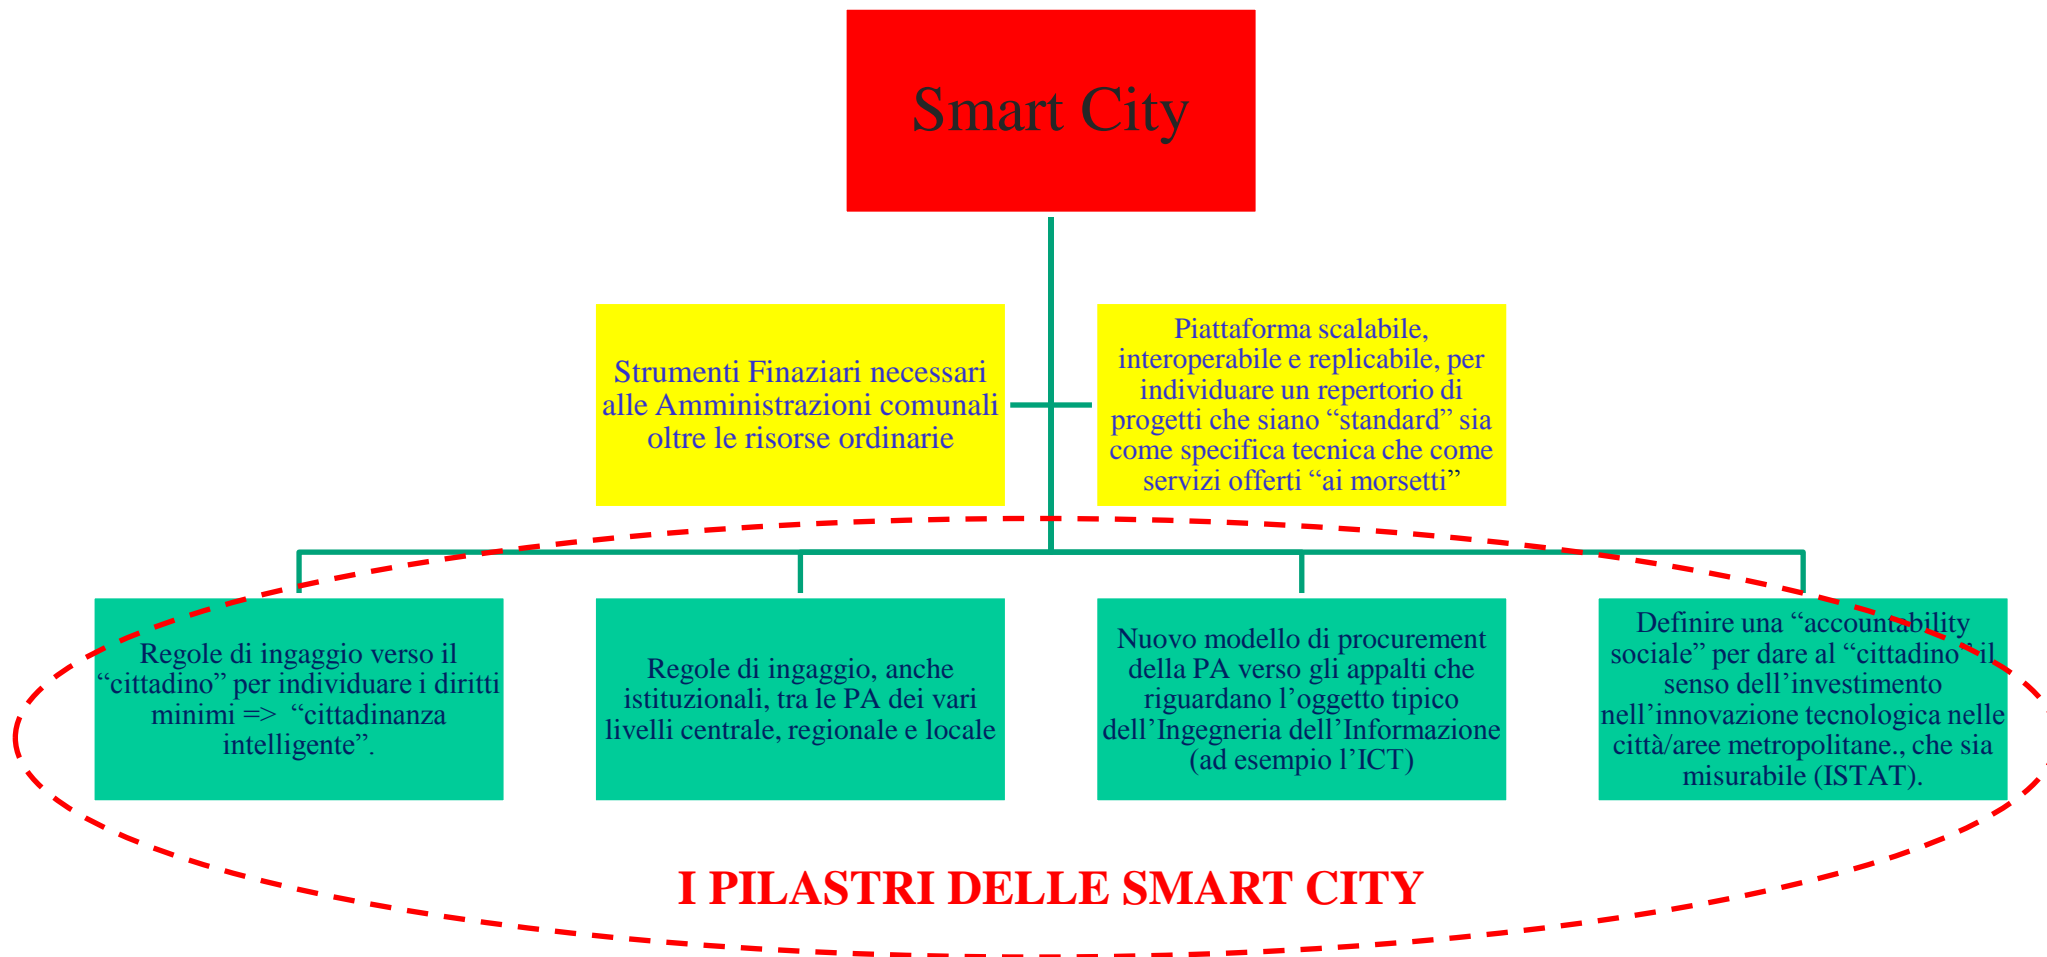 Smart City
Strumenti Finaziari necessari
alle Amministrazioni comunali
oltre le risorse ordinarie
Piattaforma scalabile,
interoperabile e replicabile, per
individuare un repertorio di
progetti che siano “standard” sia
come specifica tecnica che come
servizi offerti “ai morsetti”
Regole di ingaggio verso il
“cittadino” per individuare i diritti
minimi => “cittadinanza
intelligente”.
Regole di ingaggio, anche
istituzionali, tra le PA dei vari
livelli centrale, regionale e locale
Nuovo modello di procurement
della PA verso gli appalti che
riguardano l’oggetto tipico
dell’Ingegneria dell’Informazione
(ad esempio l’ICT)
Definire una “accountability
sociale” per dare al “cittadino” il
senso dell’investimento
nell’innovazione tecnologica nelle
città/aree metropolitane., che sia
misurabile (ISTAT).
I PILASTRI DELLE SMART CITY